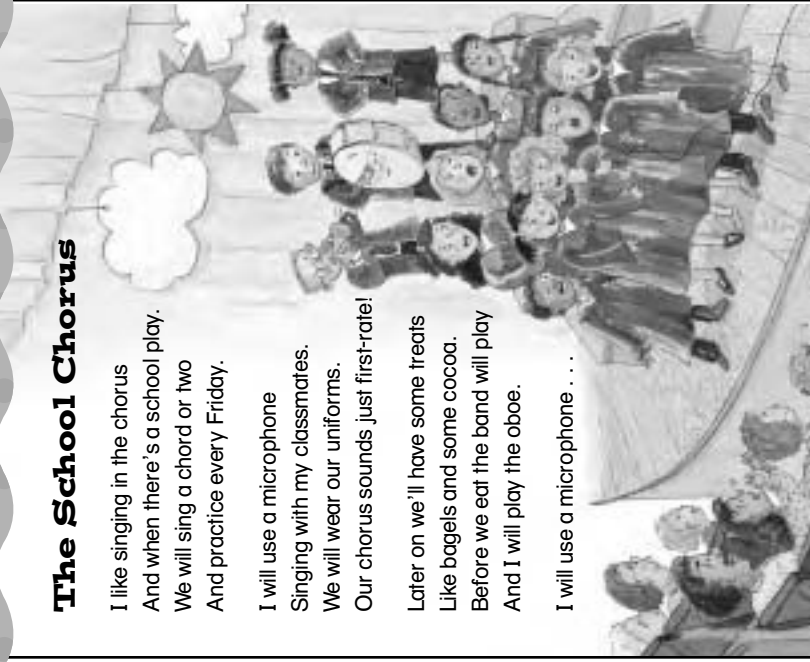 The School Chorus
I like singing in the chorus
And when there's a school play.
We will sing a chord or two
And practice every Friday.
I will use a microphone
Singing with my classmates.
We will wear our uniforms.
Our chorus sounds just first-rate!
Later on we'll have some treats
Like bagels and some cocoa.
Before we eat the band will play
And I will play the oboe.
I will use a microphone . . .